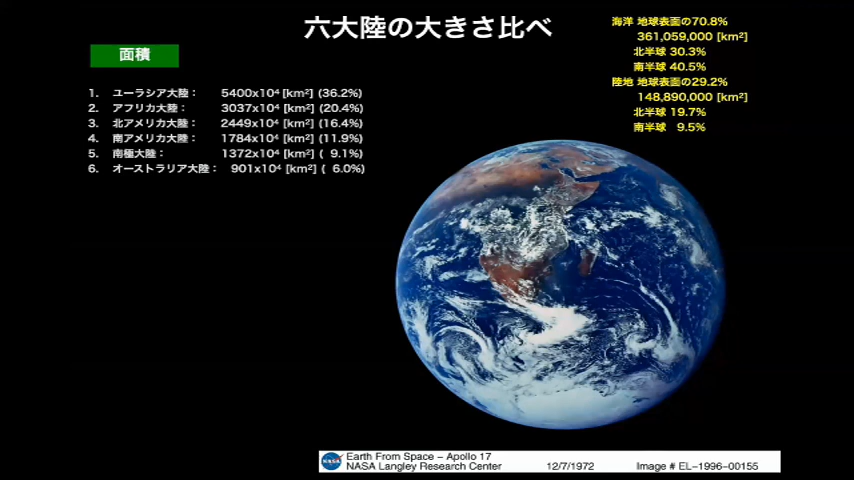 六大陸の大きさ比べ
面積
1. ユーラシア大陸： 5400x10⁴ [km²] (36.2%)
2. アフリカ大陸： 3037x10⁴ [km²] (20.4%)
3. 北アメリカ大陸： 2449x10⁴ [km²] (16.4%)
4. 南アメリカ大陸： 1784x10⁴ [km²] (11.9%)
5. 南極大陸： 1372x10⁴ [km²] ( 9.1%)
6. オーストラリア大陸： 901x10⁴ [km²] ( 6.0%)
海洋 地球表面の70.8%
361,059,000 [km²]
北半球 30.3%
南半球 40.5%
陸地 地球表面の29.2%
148,890,000 [km²]
北半球 19.7%
南半球 9.5%
NASA
Earth From Space – Apollo 17
NASA Langley Research Center 12/7/1972 Image # EL-1996-00155